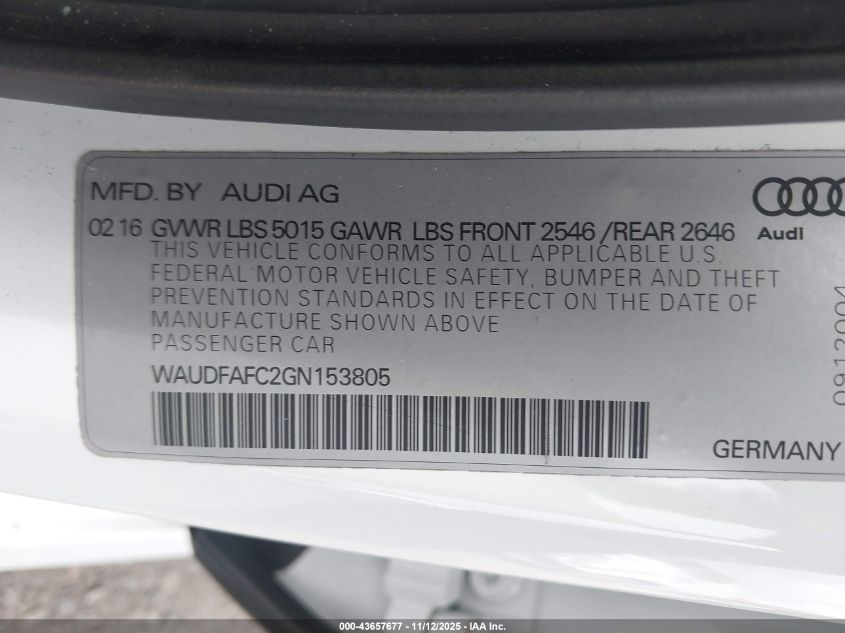 MFD. BY AUDI AG
02 16 GVWR LBS 5015 GAWR LBS FRONT 2546 /REAR 2646
Audi
THIS VEHICLE CONFORMS TO ALL APPLICABLE U.S.
FEDERAL MOTOR VEHICLE SAFETY, BUMPER AND THEFT
PREVENTION STANDARDS IN EFFECT ON THE DATE OF
MANUFACTURE SHOWN ABOVE
PASSENGER CAR
WAUDFAFC2GN153805
GERMANY
0912004
000-43657677 - 11/12/2025 - IAA Inc.